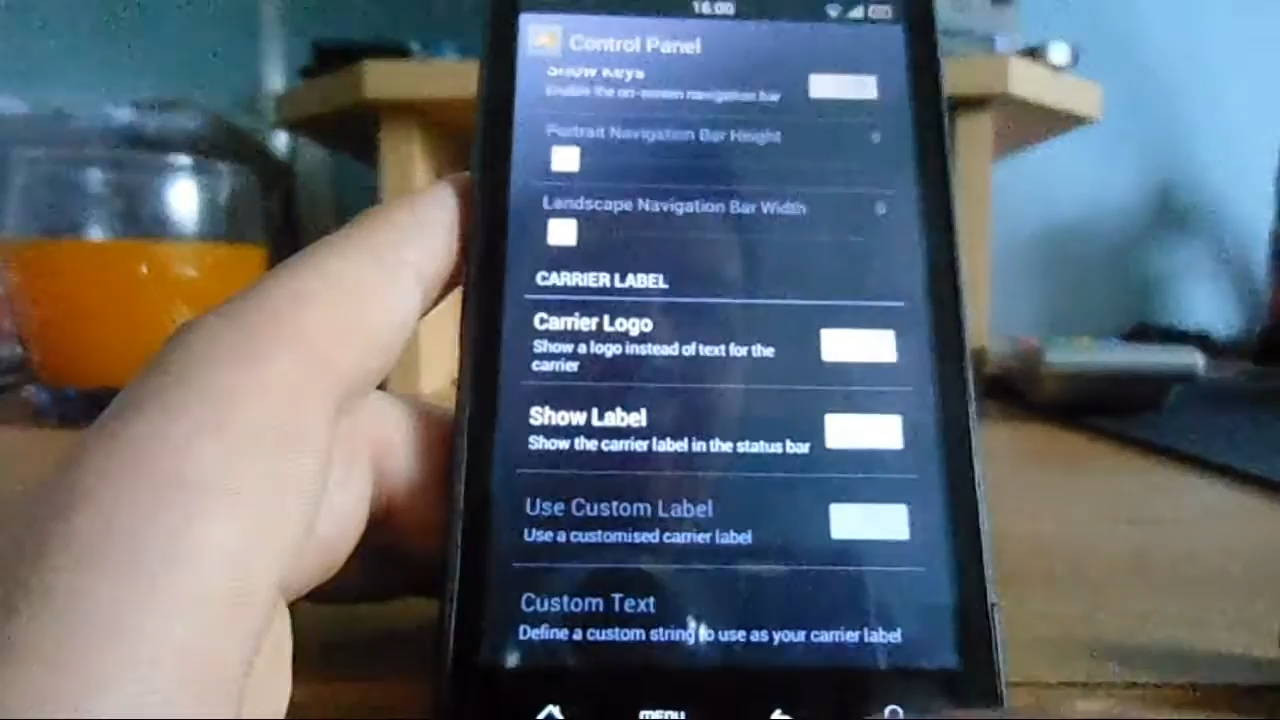 16:00
Control Panel
Show Keys
Enable the on-screen navigation bar
Portrait Navigation Bar Height
0
Landscape Navigation Bar Width
0
CARRIER LABEL
Carrier Logo
Show a logo instead of text for the
carrier
Show Label
Show the carrier label in the status bar
Use Custom Label
Use a customised carrier label
Custom Text
Define a custom string to use as your carrier label
MENU